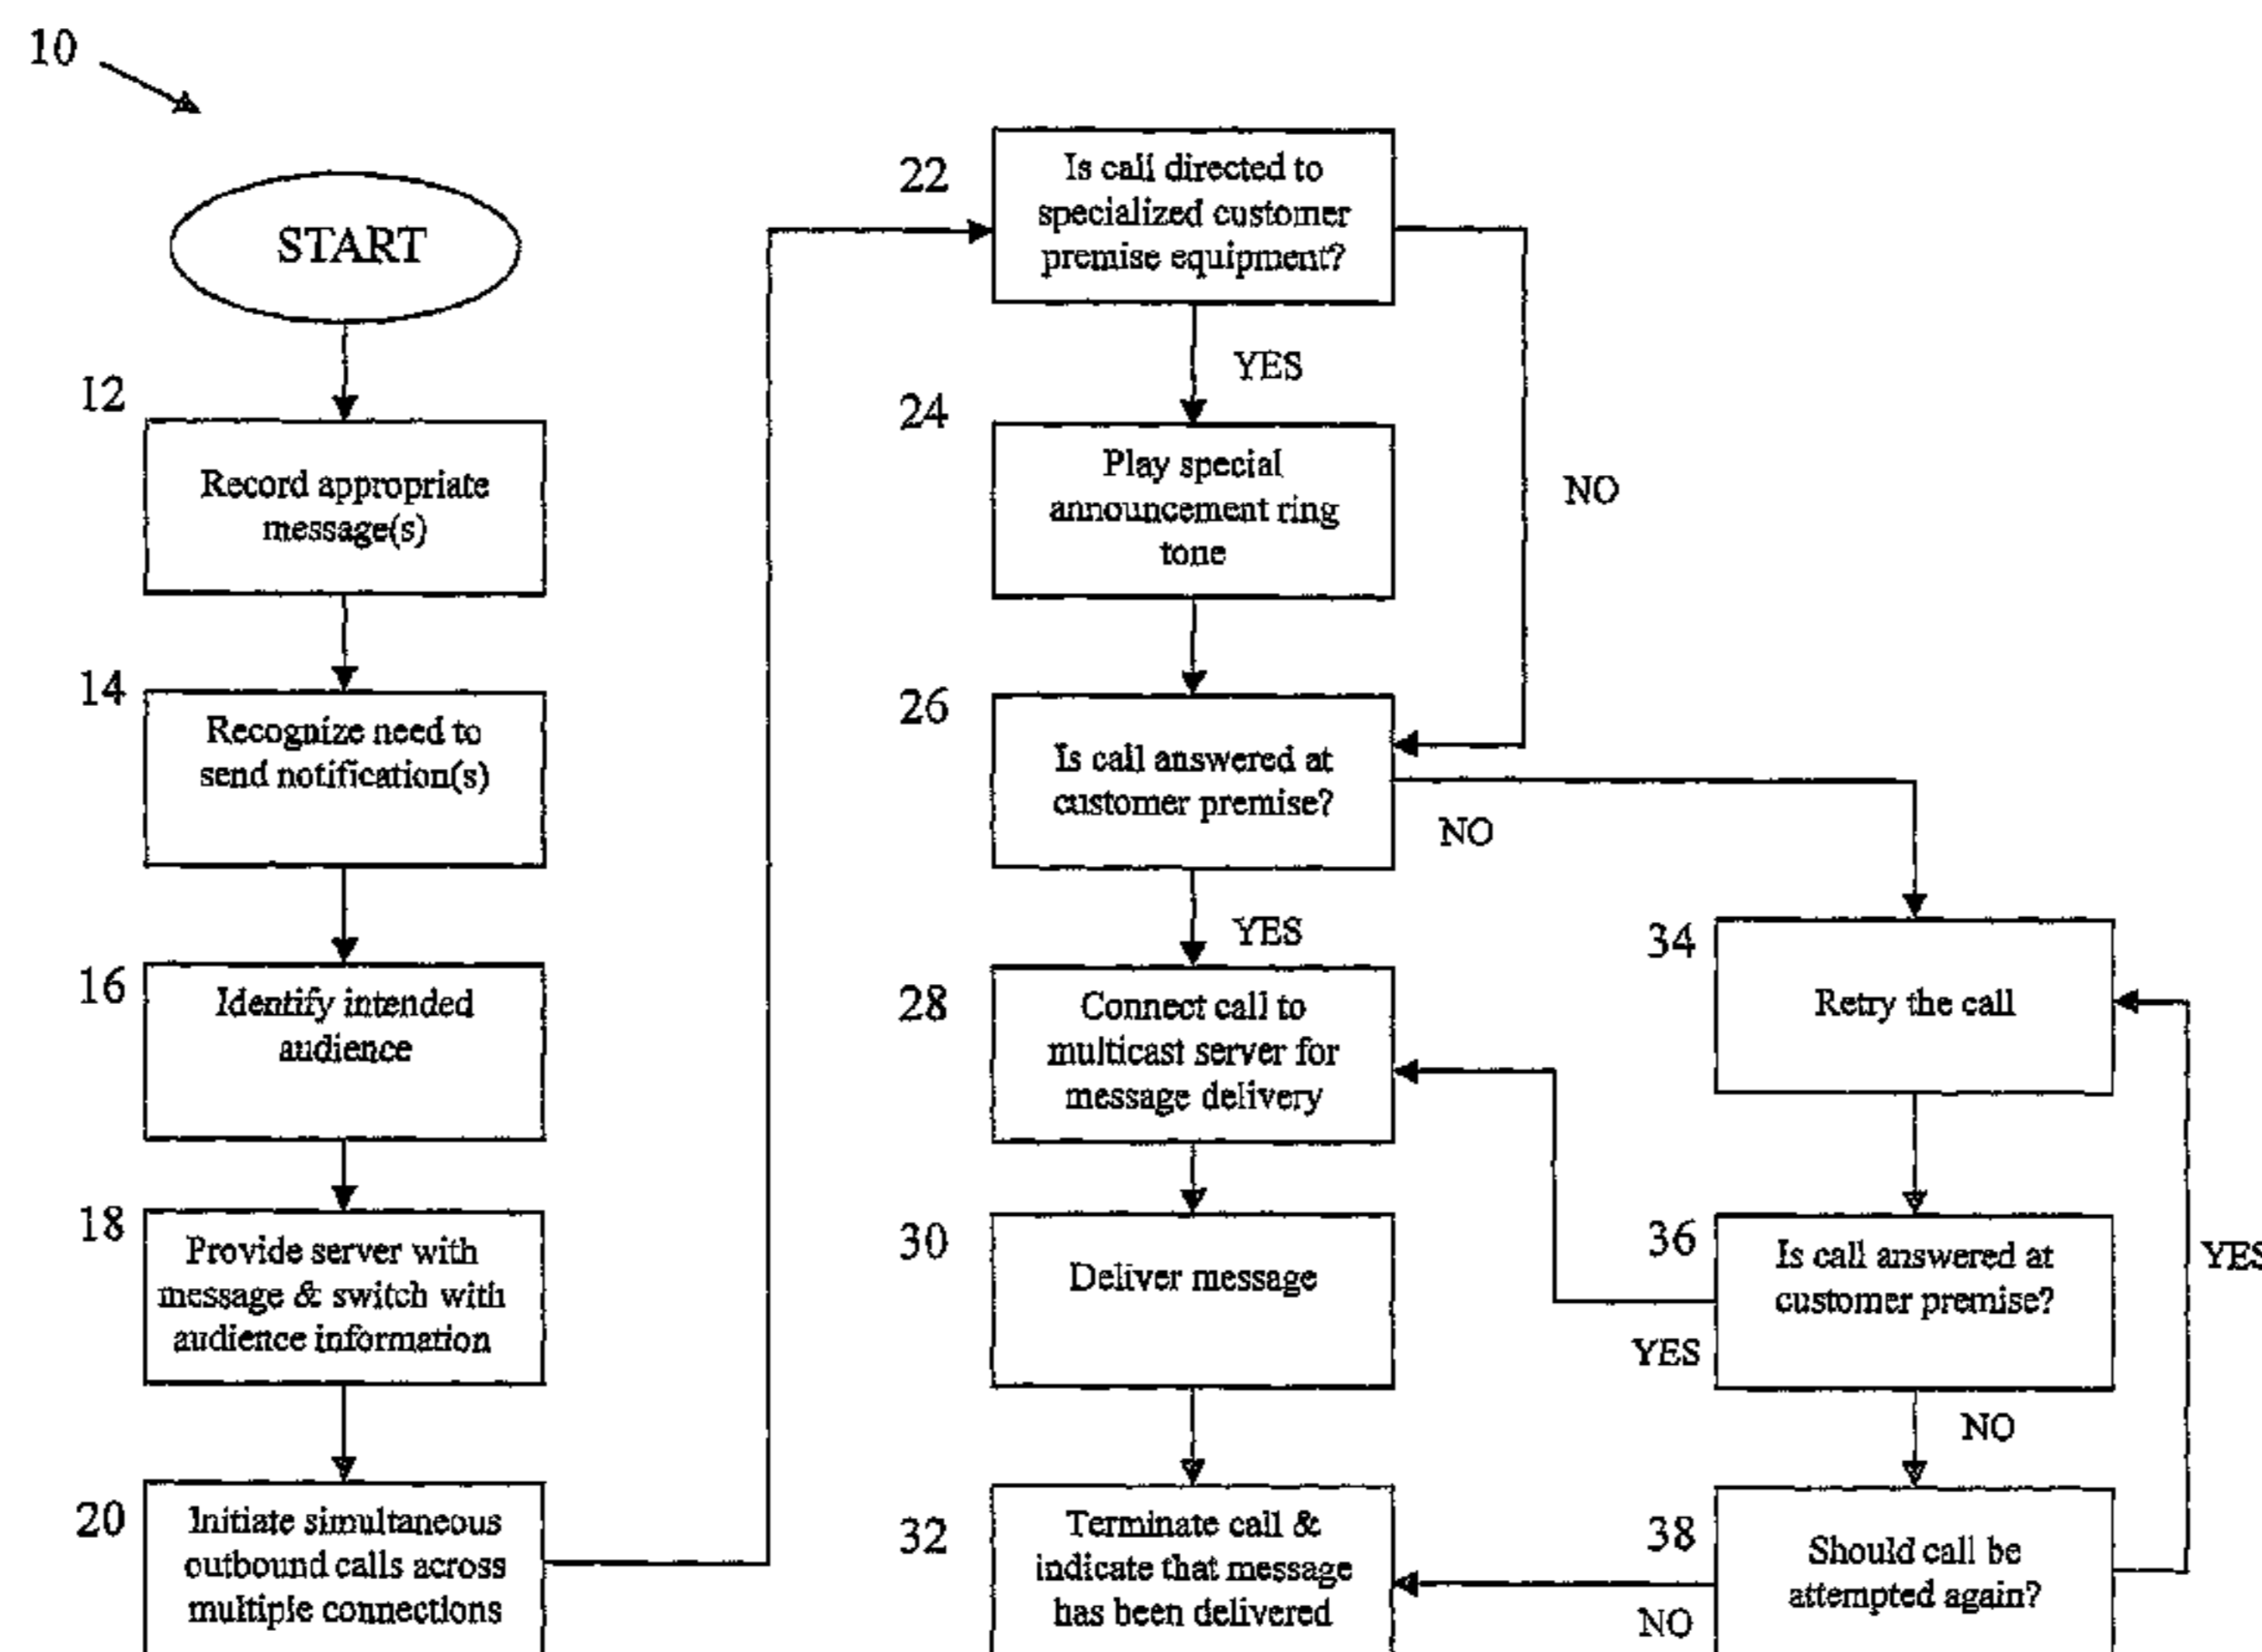 10
START
12
Record appropriate
message(s)
14
Recognize need to
send notification(s)
16
Identify intended
audience
18
Provide server with
message & switch with
audience information
20
Initiate simultaneous
outbound calls across
multiple connections
22
Is call directed to
specialized customer
premise equipment?
YES
NO
24
Play special
announcement ring
tone
26
Is call answered at
customer premise?
NO
YES
28
Connect call to
multicast server for
message delivery
30
Deliver message
32
Terminate call &
indicate that message
has been delivered
34
Retry the call
36
Is call answered at
customer premise?
YES
YES
NO
38
Should call be
attempted again?
NO